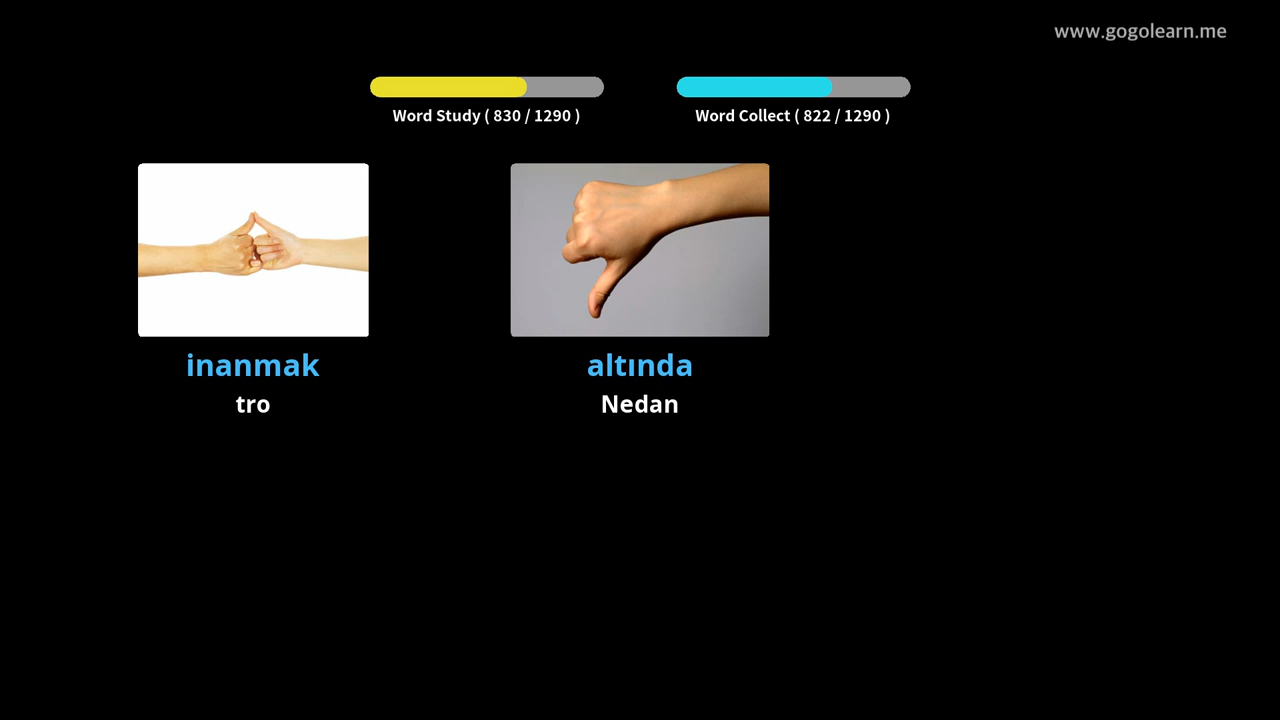 www.gogolearn.me
Word Study ( 830 / 1290 )
Word Collect ( 822 / 1290 )
inanmak
tro
altında
Nedan